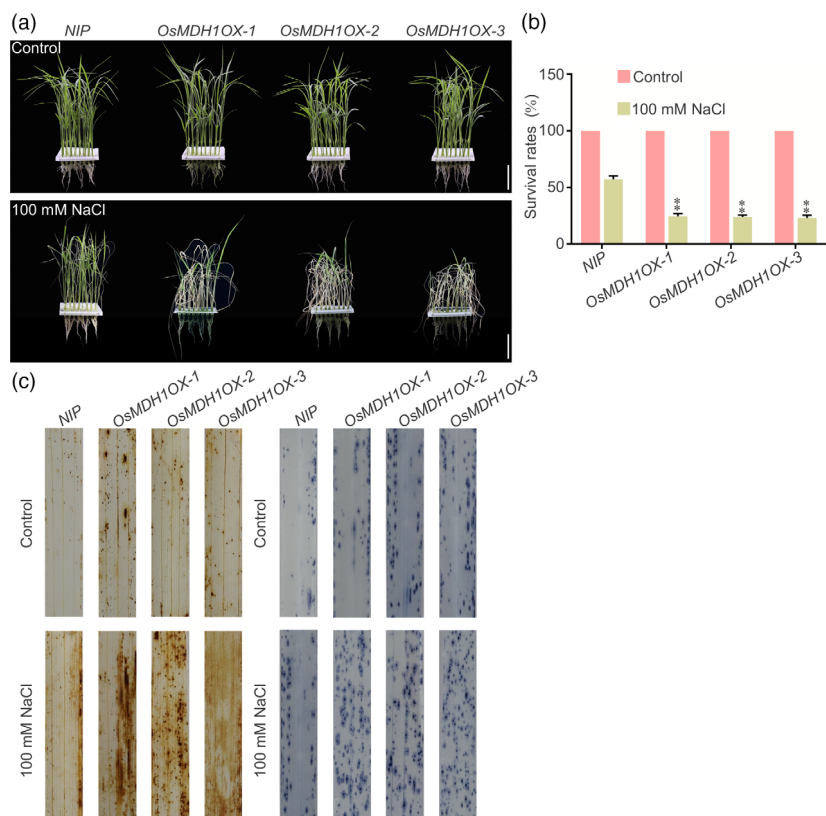 (a)
NIP OsMDH1OX-1 OsMDH1OX-2 OsMDH1OX-3
Control
100 mM NaCl
(b)
Survival rates (%)
150
100
50
0
Control
100 mM NaCl
**
**
**
NIP
OsMDH1OX-1
OsMDH1OX-2
OsMDH1OX-3
(c)
NIP OsMDH1OX-1 OsMDH1OX-2 OsMDH1OX-3 NIP OsMDH1OX-1 OsMDH1OX-2 OsMDH1OX-3
Control
Control
100 mM NaCl
100 mM NaCl